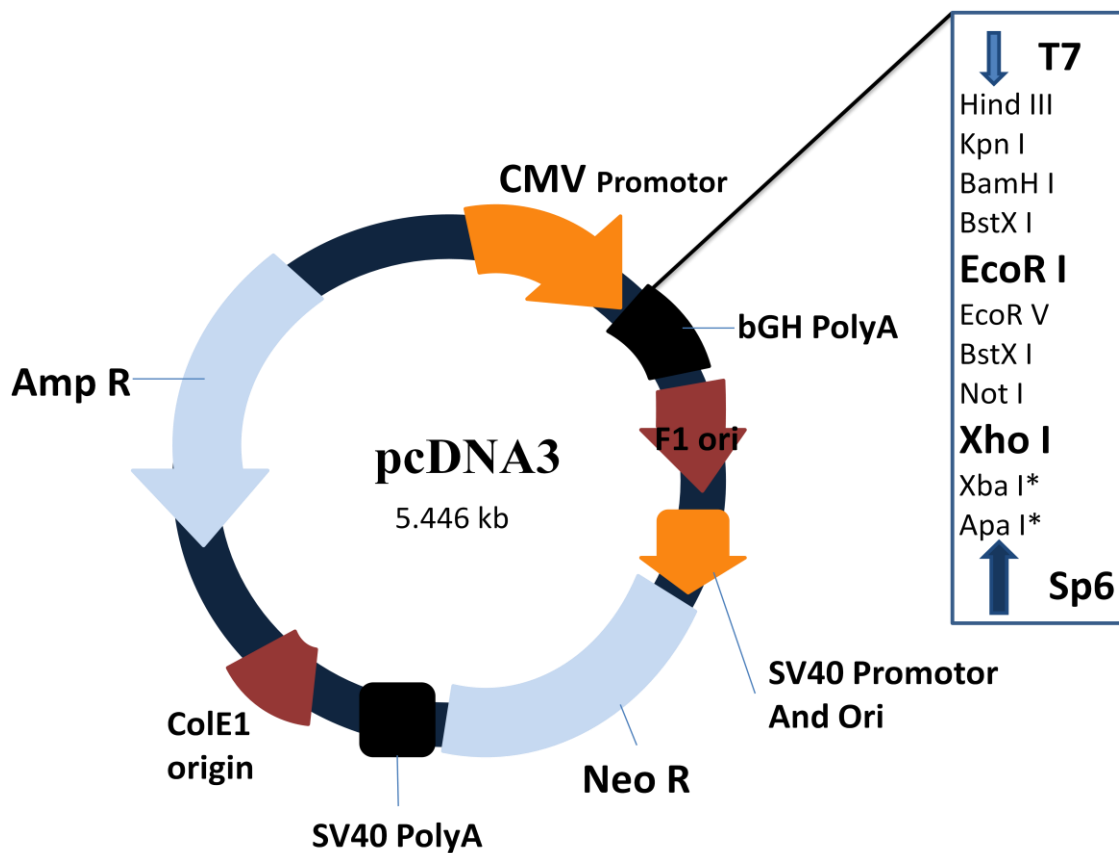 T7
Hind III
Kpn I
BamH I
BstX I
EcoR I
EcoR V
BstX I
Not I
Xho I
Xba I*
Apa I*
Sp6
CMV Promotor
bGH PolyA
Amp R
F1 ori
pcDNA3
5.446 kb
SV40 Promotor
And Ori
ColE1
origin
Neo R
SV40 PolyA